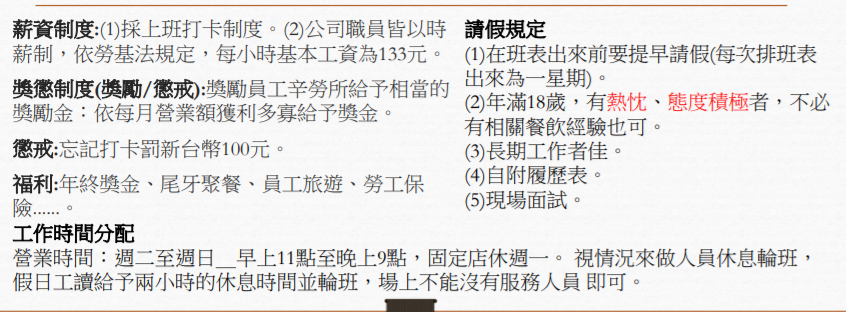 薪資制度:(1)採上班打卡制度。(2)公司職員皆以時
薪制，依勞基法規定，每小時基本工資為133元。
獎懲制度(獎勵/懲戒):獎勵員工辛勞所給予相當的
獎勵金：依每月營業額獲利多寡給予獎金。
懲戒:忘記打卡罰新台幣100元。
福利:年終獎金、尾牙聚餐、員工旅遊、勞工保
險......。
請假規定
(1)在班表出來前要提早請假(每次排班表
出來為一星期)。
(2)年滿18歲，有熱忱、態度積極者，不必
有相關餐飲經驗也可。
(3)長期工作者佳。
(4)自附履歷表。
(5)現場面試。
工作時間分配
營業時間：週二至週日__早上11點至晚上9點，固定店休週一。 視情況來做人員休息輪班，
假日工讀給予兩小時的休息時間並輪班，場上不能沒有服務人員 即可。